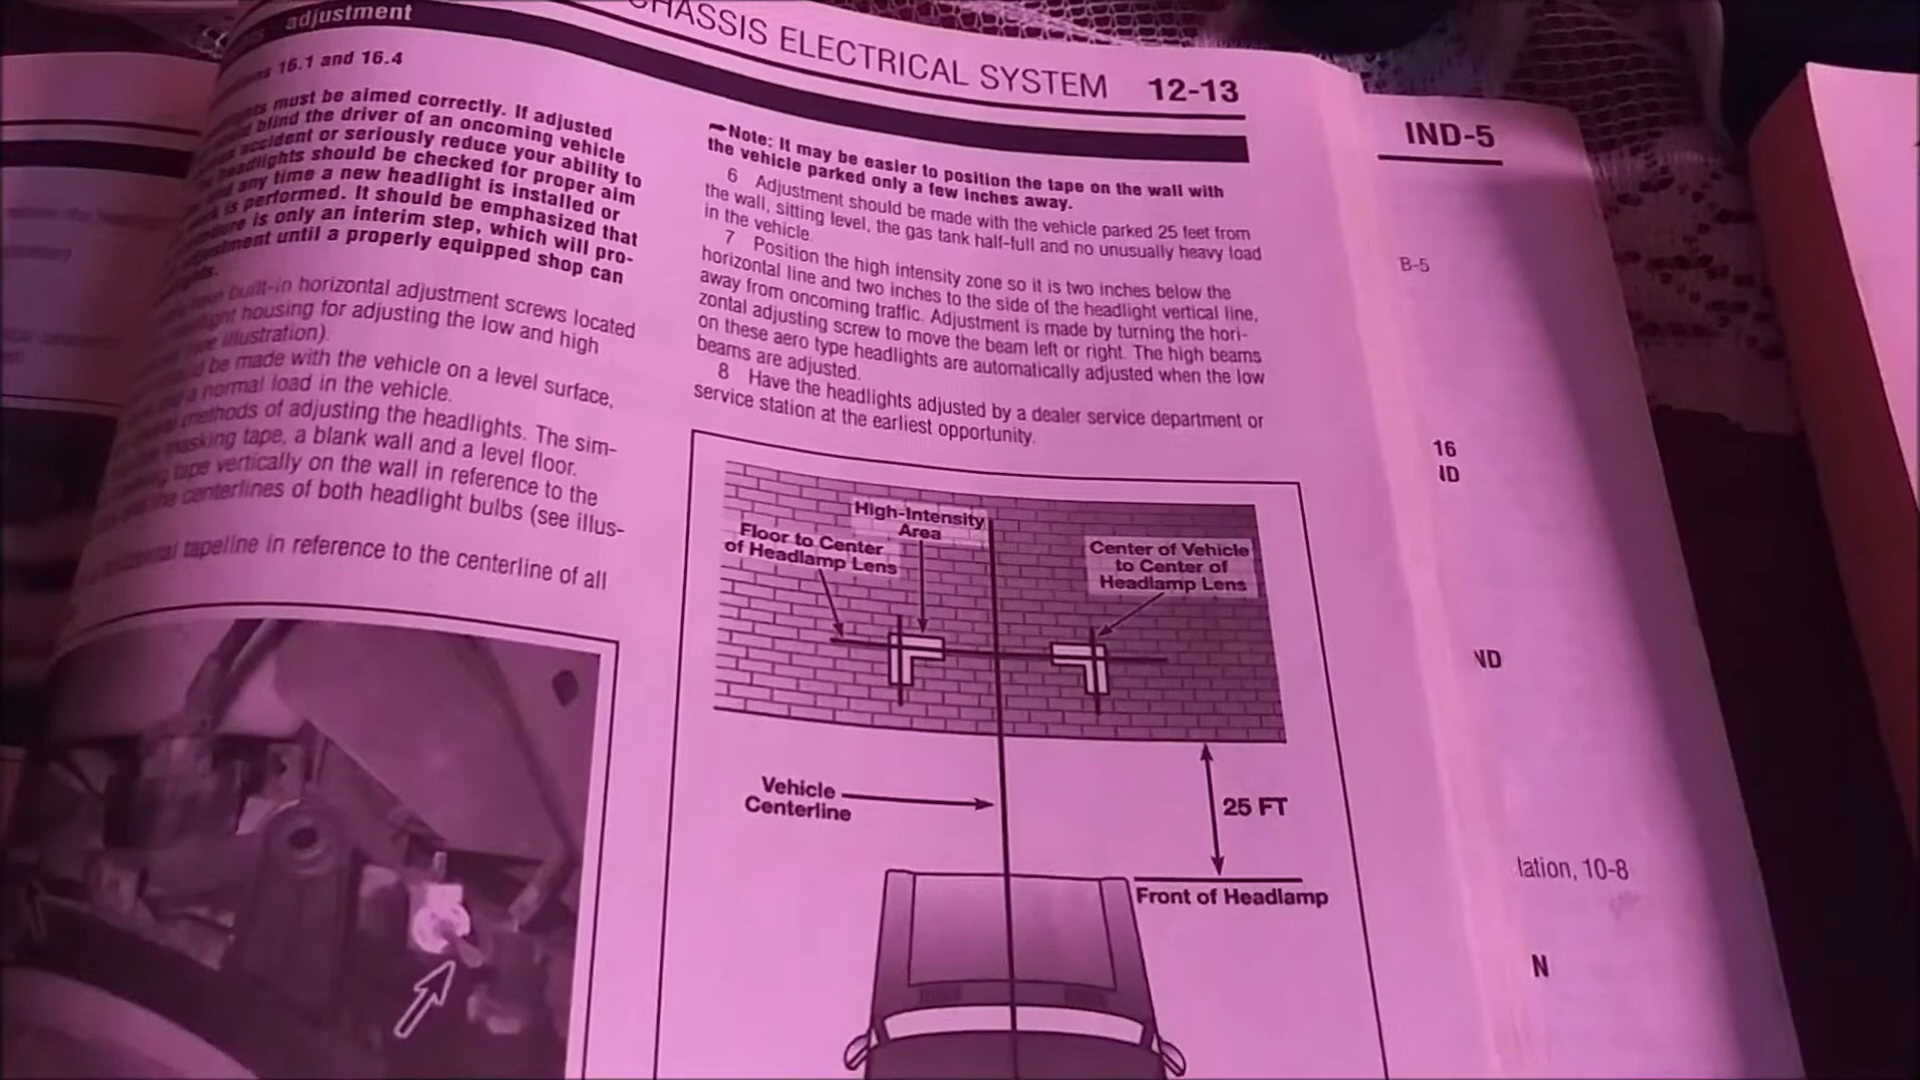 adjustment
CHASSIS ELECTRICAL SYSTEM 12-13
16.1 and 16.4
must be aimed correctly. If adjusted
blind the driver of an oncoming vehicle
accident or seriously reduce your ability to
headlights should be checked for proper aim
any time a new headlight is installed or
is performed. It should be emphasized that
is only an interim step, which will pro-
until a properly equipped shop can
built-in horizontal adjustment screws located
housing for adjusting the low and high
illustration).
be made with the vehicle on a level surface,
a normal load in the vehicle.
methods of adjusting the headlights. The sim-
masking tape, a blank wall and a level floor.
tape vertically on the wall in reference to the
the centerlines of both headlight bulbs (see illus-
tapeline in reference to the centerline of all
Note: It may be easier to position the tape on the wall with
the vehicle parked only a few inches away.
6 Adjustment should be made with the vehicle parked 25 feet from
the wall, sitting level, the gas tank half-full and no unusually heavy load
in the vehicle.
7 Position the high intensity zone so it is two inches below the
horizontal line and two inches to the side of the headlight vertical line,
away from oncoming traffic. Adjustment is made by turning the hori-
zontal adjusting screw to move the beam left or right. The high beams
on these aero type headlights are automatically adjusted when the low
beams are adjusted.
8 Have the headlights adjusted by a dealer service department or
service station at the earliest opportunity.
High-Intensity
Area
Floor to Center
of Headlamp Lens
Center of Vehicle
to Center of
Headlamp Lens
Vehicle
Centerline
25 FT
Front of Headlamp
IND-5
B-5
16
ND
lation, 10-8
N